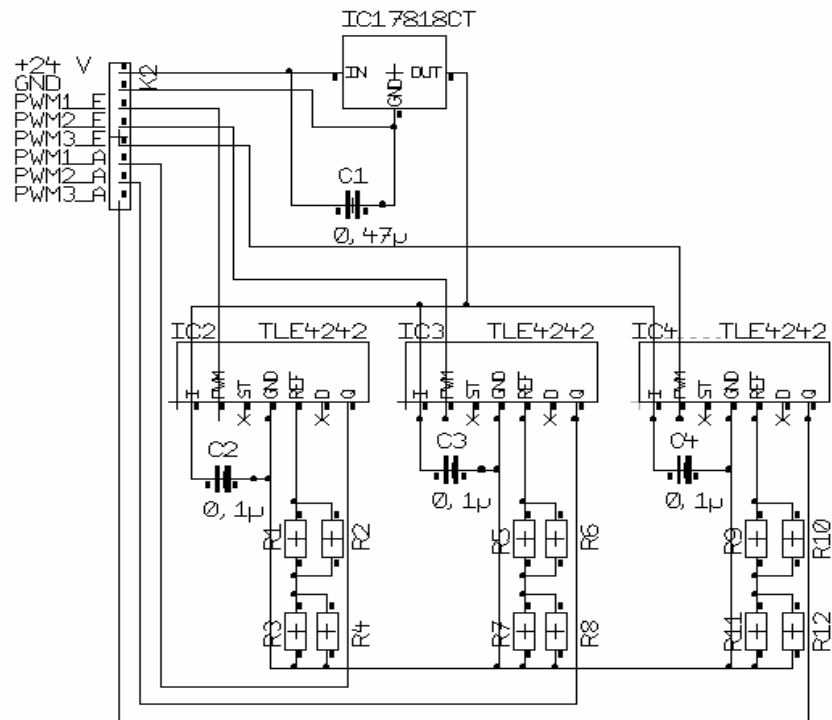 IC17818CT
+24 V
GND
PWM1_E
PWM2_E
PWM3_E
PWM1_A
PWM2_A
PWM3_A
K2
IN
OUT
GND
C1
0,47µ
IC2 TLE4242
IC3 TLE4242
IC4 TLE4242
I PWM ST GND REF D Q
I PWM ST GND REF D Q
I PWM ST GND REF D Q
C2
0,1µ
C3
0,1µ
C4
0,1µ
R1 R2
R5 R6
R9 R10
R3 R4
R7 R8
R11 R12